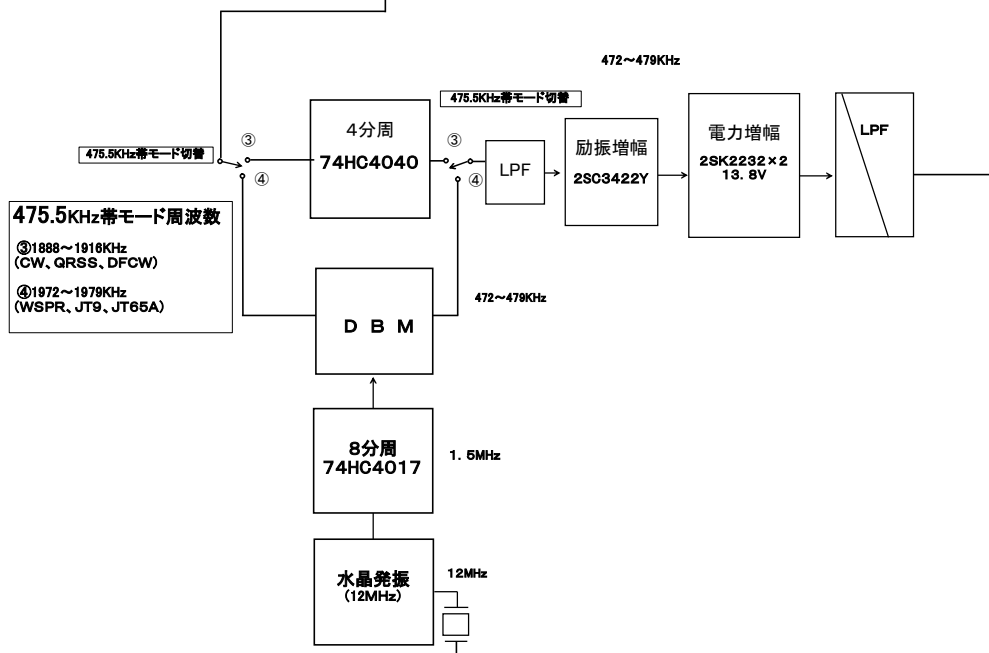 472～479KHz
475.5KHz帯モード切替
4分周
74HC4040
③
③
④
④
475.5KHz帯モード切替
LPF
励振増幅
2SC3422Y
電力増幅
2SK2232×2
13.8V
LPF
475.5KHz帯モード周波数
③1888～1916KHz
(CW、QRSS、DFCW)
④1972～1979KHz
(WSPR、JT9、JT65A)
DBM
472～479KHz
8分周
74HC4017
1.5MHz
水晶発振
(12MHz)
12MHz